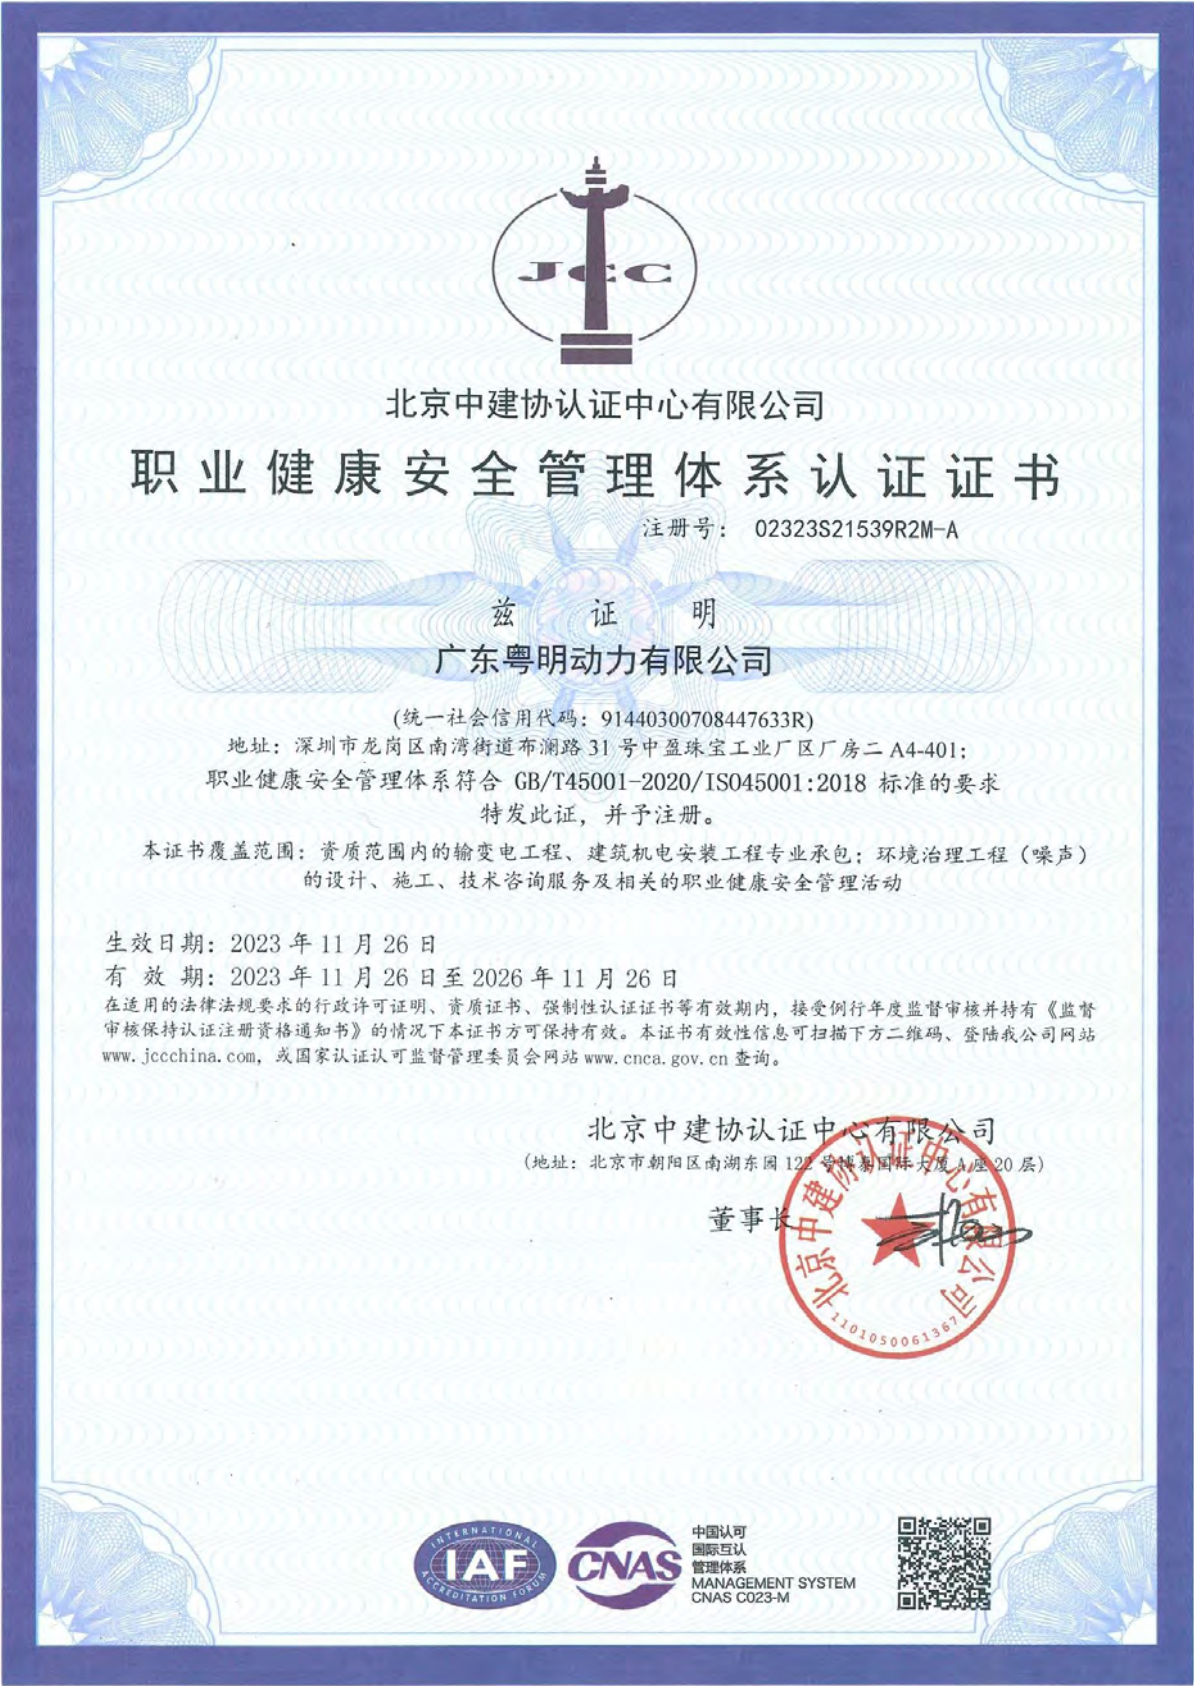 JCC
北京中建协认证中心有限公司
职业健康安全管理体系认证证书
注册号： 02323S21539R2M-A
兹 证 明
广东粤明动力有限公司
(统一社会信用代码：91440300708447633R)
地址：深圳市龙岗区南湾街道布澜路 31 号中盈珠宝工业厂区厂房二 A4-401；
职业健康安全管理体系符合 GB/T45001-2020/ISO45001:2018 标准的要求
特发此证，并予注册。
本证书覆盖范围：资质范围内的输变电工程、建筑机电安装工程专业承包；环境治理工程（噪声）
的设计、施工、技术咨询服务及相关的职业健康安全管理活动
生效日期：2023 年 11 月 26 日
有 效 期：2023 年 11 月 26 日至 2026 年 11 月 26 日
在适用的法律法规要求的行政许可证明、资质证书、强制性认证证书等有效期内，接受例行年度监督审核并持有《监督
审核保持认证注册资格通知书》的情况下本证书方可保持有效。本证书有效性信息可扫描下方二维码、登陆我公司网站
www.jccchina.com，或国家认证认可监督管理委员会网站 www.cnca.gov.cn 查询。
北京中建协认证中心有限公司
(地址：北京市朝阳区南湖东园 122 号博泰国际大厦 A 座 20 层)
董事长
北京中建协认证中心有限公司
1101050061367
INTERNATIONAL
IAF
ACCREDITATION FORUM
CNAS
中国认可
国际互认
管理体系
MANAGEMENT SYSTEM
CNAS C023-M